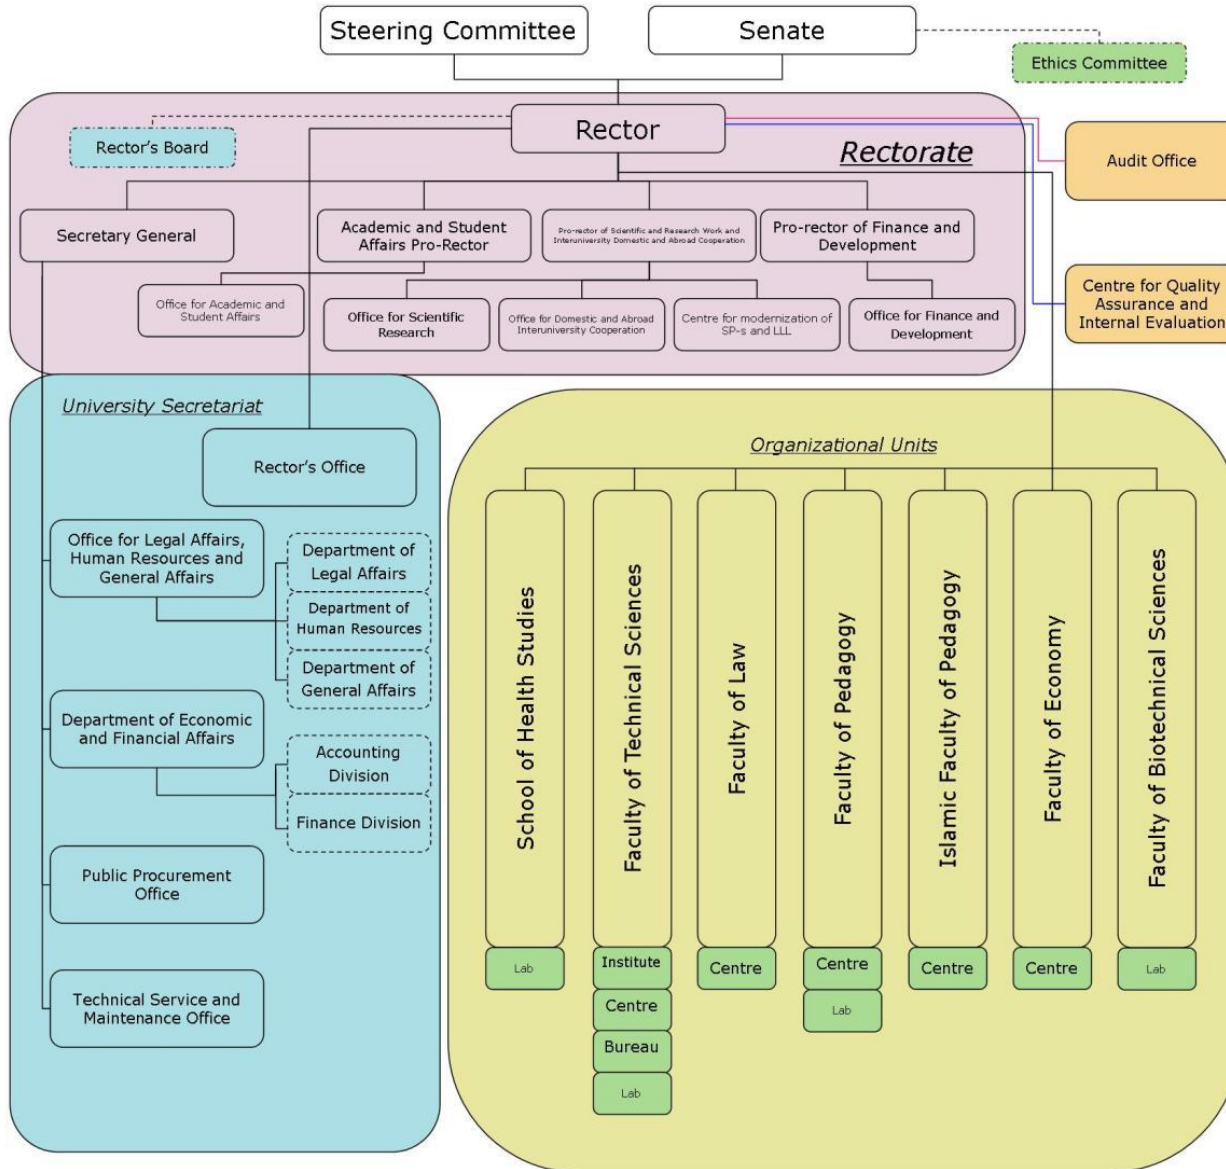 Steering Committee
Senate
Ethics Committee
Rector
Rector's Board
Rectorate
Audit Office
Secretary General
Academic and Student
Affairs Pro-Rector
Pro-rector of Scientific and Research Work and
Interuniversity Domestic and Abroad Cooperation
Pro-rector of Finance and
Development
Office for Academic and
Student Affairs
Office for Scientific
Research
Office for Domestic and Abroad
Interuniversity Cooperation
Centre for modernization of
SP-s and LLL
Office for Finance and
Development
Centre for Quality
Assurance and
Internal Evaluation
University Secretariat
Rector's Office
Office for Legal Affairs,
Human Resources and
General Affairs
Department of
Legal Affairs
Department of
Human Resources
Department of
General Affairs
Department of Economic
and Financial Affairs
Accounting
Division
Finance Division
Public Procurement
Office
Technical Service and
Maintenance Office
Organizational Units
School of Health Studies
Faculty of Technical Sciences
Faculty of Law
Faculty of Pedagogy
Islamic Faculty of Pedagogy
Faculty of Economy
Faculty of Biotechnical Sciences
Lab
Institute
Centre
Bureau
Lab
Centre
Centre
Lab
Centre
Centre
Lab